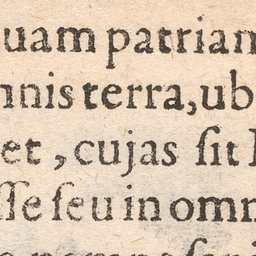 uam patriam
nnis terra, ub
et, cujas ſit
ſſe ſeu in omn